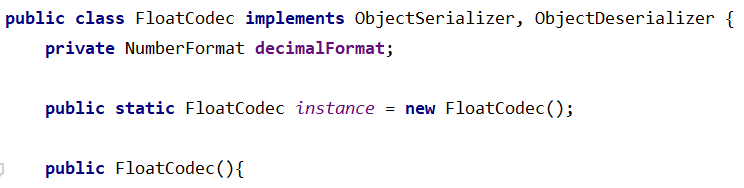 public class FloatCodec implements ObjectSerializer, ObjectDeserializer {
    private NumberFormat decimalFormat;
    public static FloatCodec instance = new FloatCodec();
    public FloatCodec(){